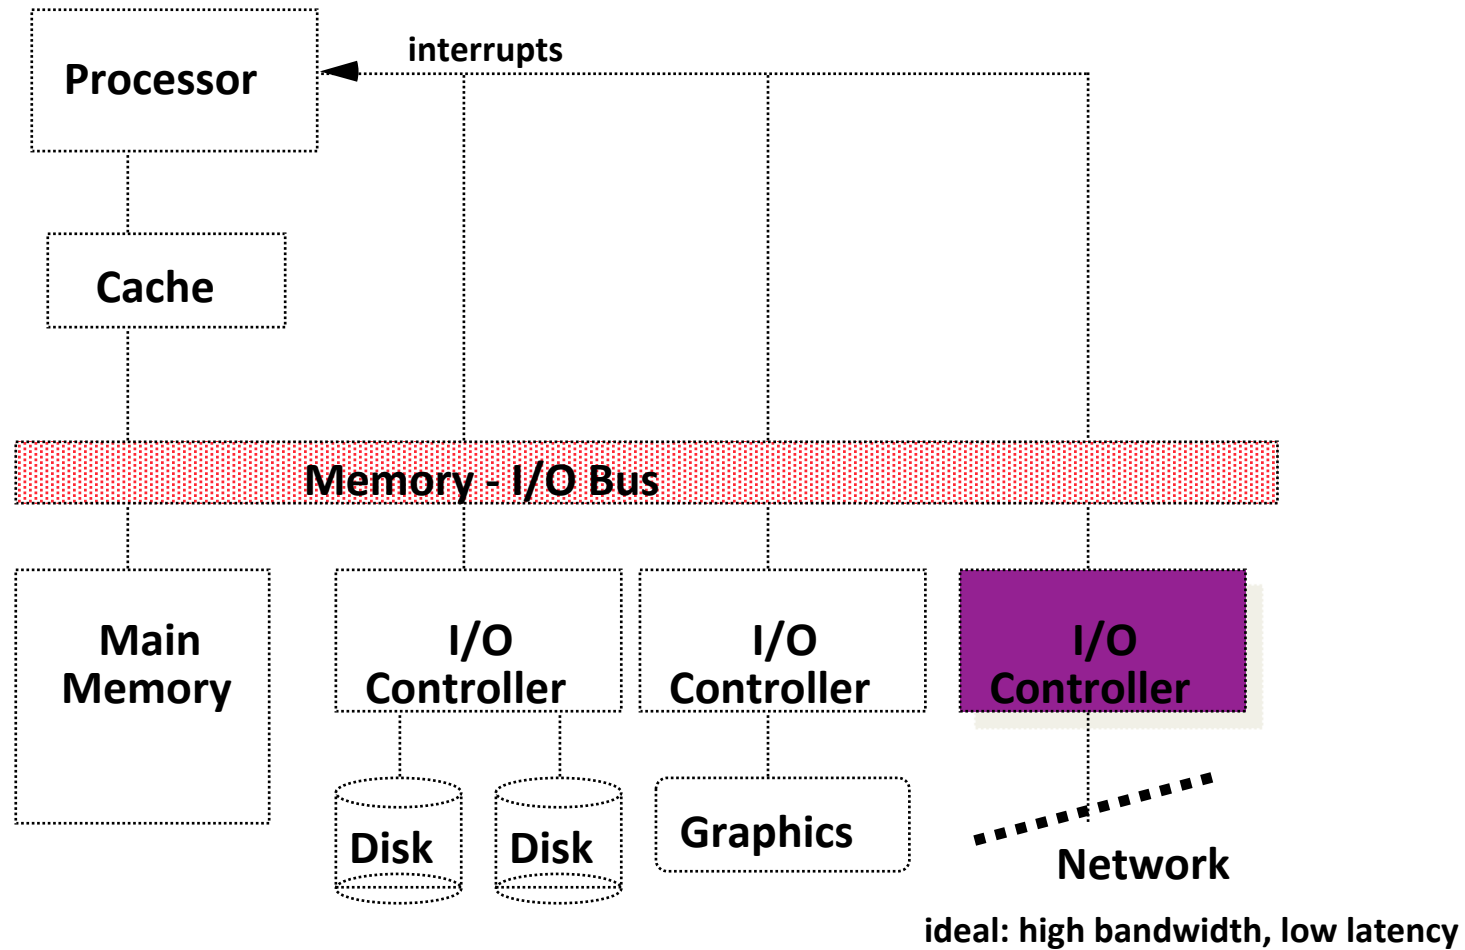 interrupts
Processor
Cache
Memory - I/O Bus
Main
Memory
I/O
Controller
I/O
Controller
I/O
Controller
Disk
Disk
Graphics
Network
ideal: high bandwidth, low latency